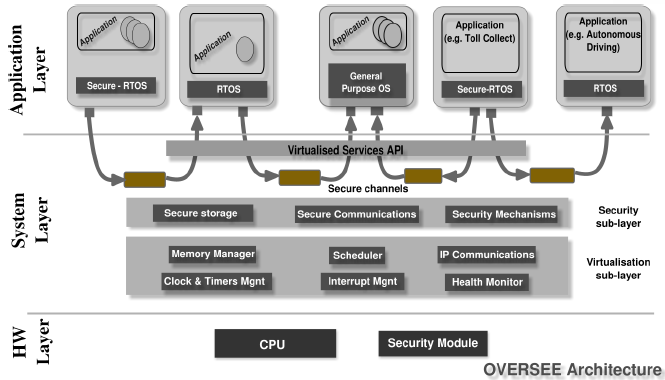 Application
Layer
Application
Secure - RTOS
Application
RTOS
Application
General
Purpose OS
Application
(e.g. Toll Collect)
Secure-RTOS
Application
(e.g. Autonomous
Driving)
RTOS
Virtualised Services API
Secure channels
System
Layer
Secure storage
Secure Communications
Security Mechanisms
Security
sub-layer
Memory Manager
Scheduler
IP Communications
Clock & Timers Mgnt
Interrupt Mgnt
Health Monitor
Virtualisation
sub-layer
HW
Layer
CPU
Security Module
OVERSEE Architecture